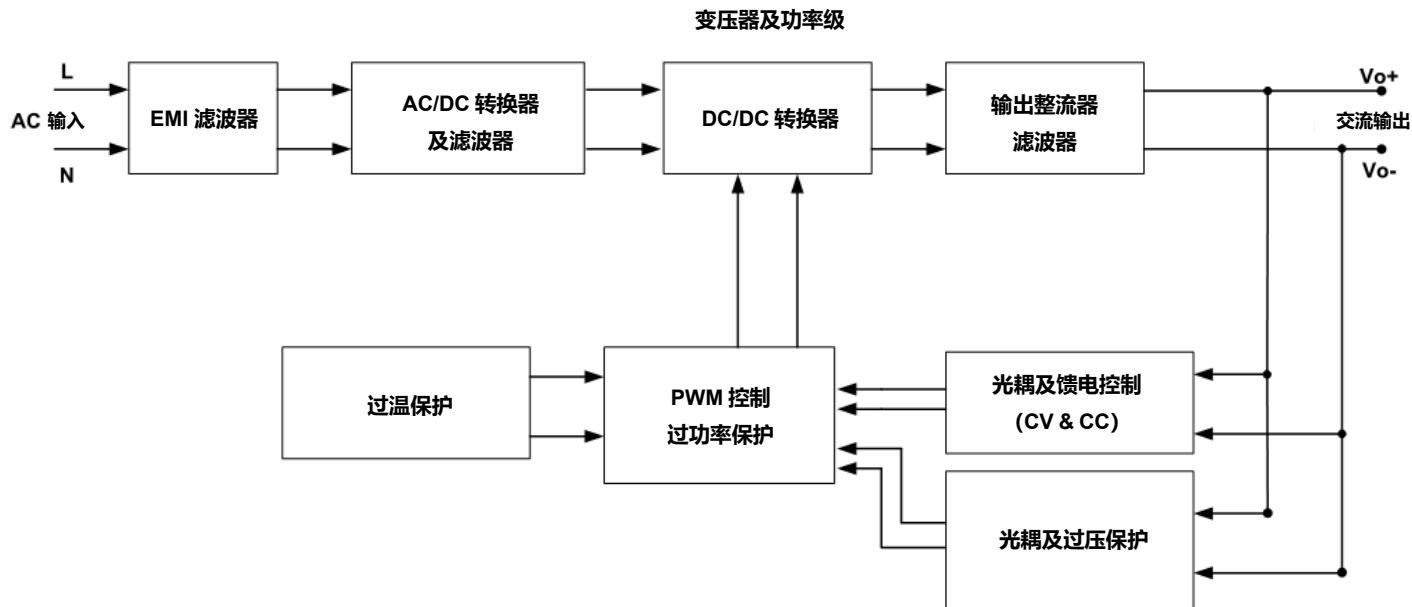 变压器及功率级
L
AC 输入
N
EMI 滤波器
AC/DC 转换器
及滤波器
DC/DC 转换器
输出整流器
滤波器
Vo+
交流输出
Vo-
过温保护
PWM 控制
过功率保护
光耦及馈电控制
（CV & CC）
光耦及过压保护